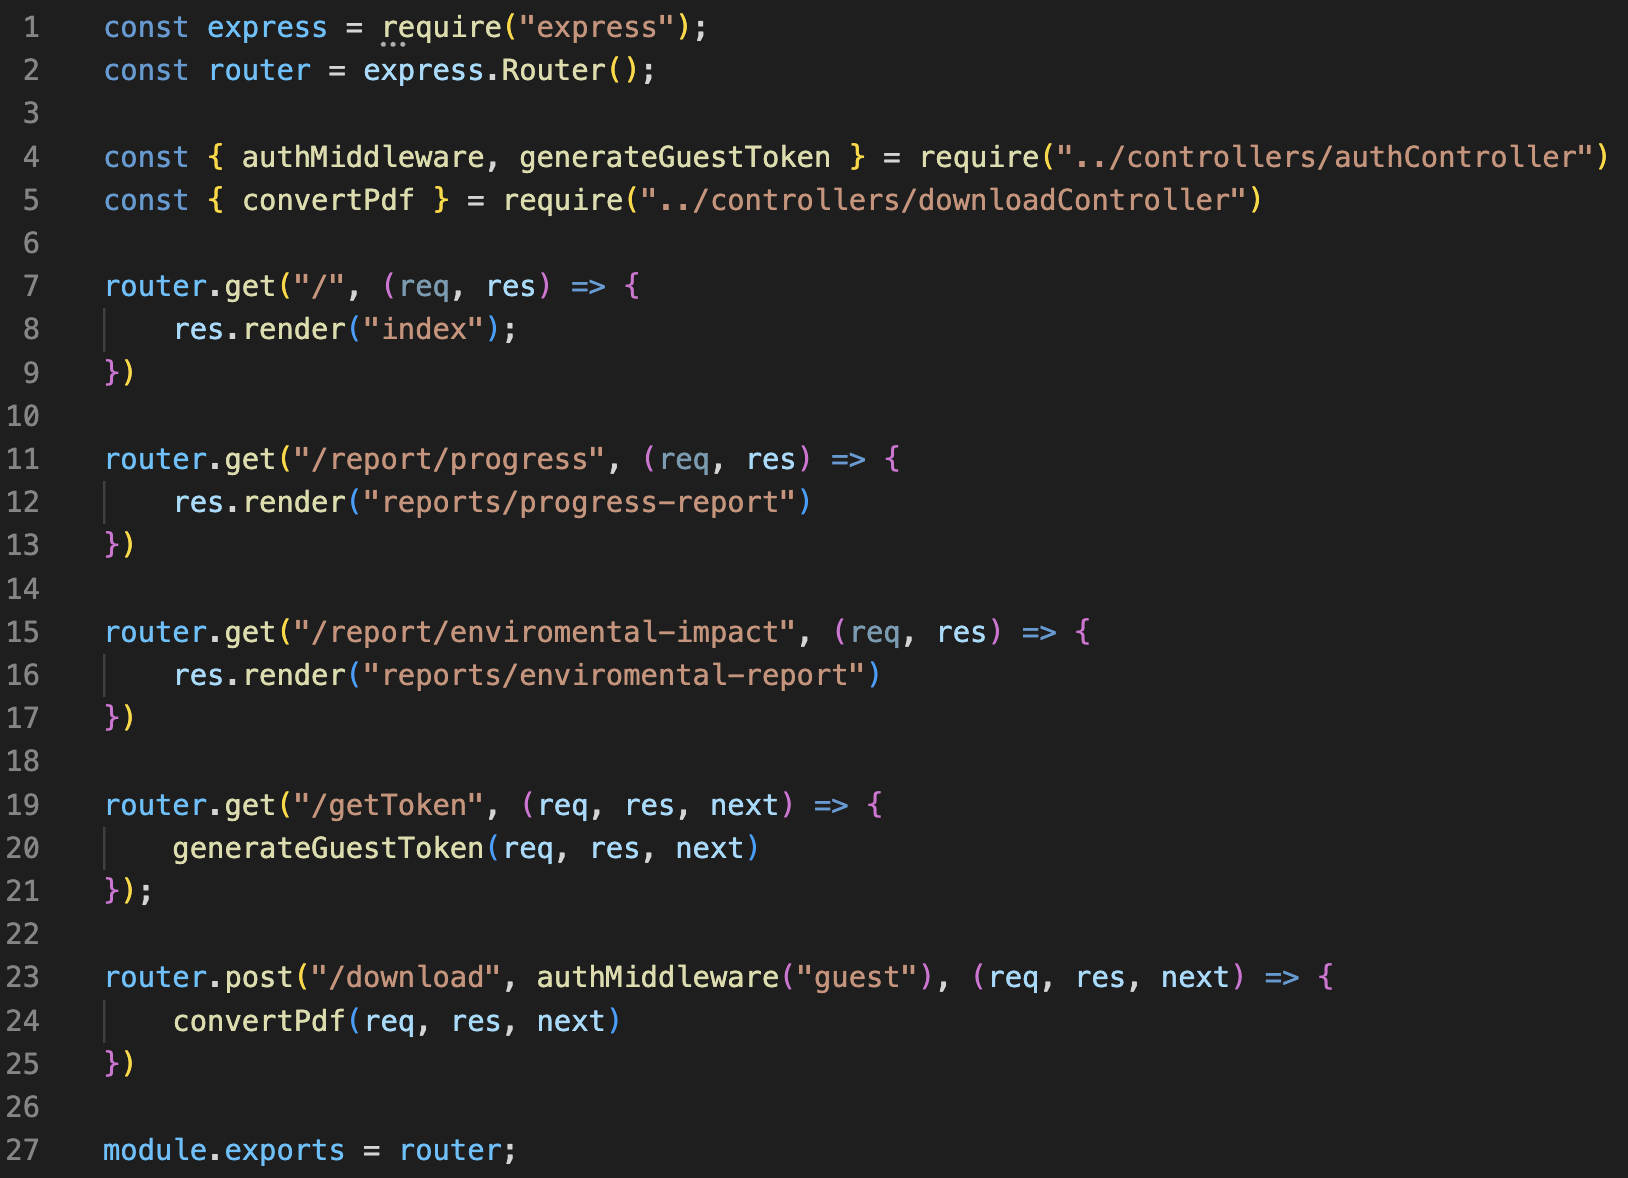 1 const express = require("express");
2 const router = express.Router();
3
4 const { authMiddleware, generateGuestToken } = require("../controllers/authController")
5 const { convertPdf } = require("../controllers/downloadController")
6
7 router.get("/", (req, res) => {
8     res.render("index");
9 })
10
11 router.get("/report/progress", (req, res) => {
12     res.render("reports/progress-report")
13 })
14
15 router.get("/report/enviromental-impact", (req, res) => {
16     res.render("reports/enviromental-report")
17 })
18
19 router.get("/getToken", (req, res, next) => {
20     generateGuestToken(req, res, next)
21 });
22
23 router.post("/download", authMiddleware("guest"), (req, res, next) => {
24     convertPdf(req, res, next)
25 })
26
27 module.exports = router;